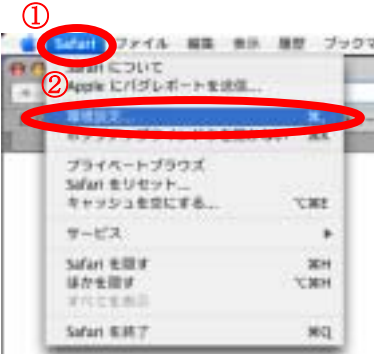 ①
Safari ファイル 編集 表示 履歴 ブックマ
Safari について
②
Apple にバグレポートを送信...
環境設定... ⌘,
⌘K
プライベートブラウズ
Safari をリセット...
キャッシュを空にする... ⌥⌘E
サービス ▶
Safari を隠す ⌘H
ほかを隠す ⌥⌘H
すべてを表示
Safari を終了 ⌘Q